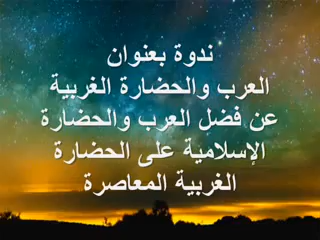 ندوة بعنوان
العرب والحضارة الغربية
عن فضل العرب والحضارة
الإسلامية على الحضارة
الغربية المعاصرة